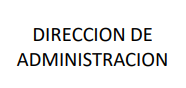 DIRECCION DE
ADMINISTRACION